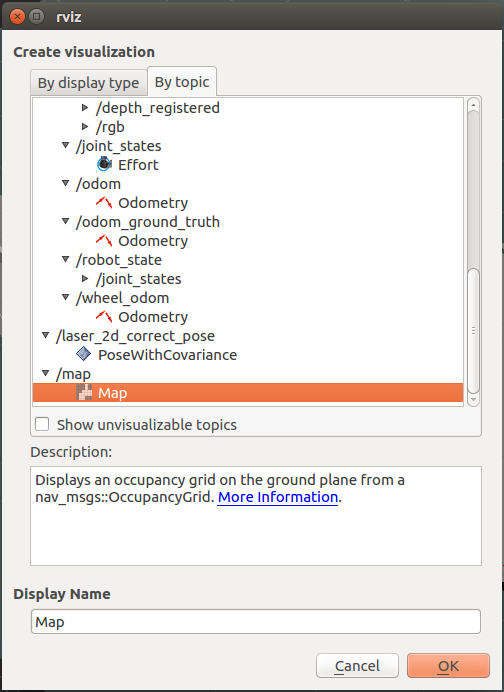 rviz
Create visualization
By display type By topic
/depth_registered
/rgb
/joint_states
Effort
/odom
Odometry
/odom_ground_truth
Odometry
/robot_state
/joint_states
/wheel_odom
Odometry
/laser_2d_correct_pose
PoseWithCovariance
/map
Map
Show unvisualizable topics
Description:
Displays an occupancy grid on the ground plane from a
nav_msgs::OccupancyGrid. More Information.
Display Name
Map
Cancel OK